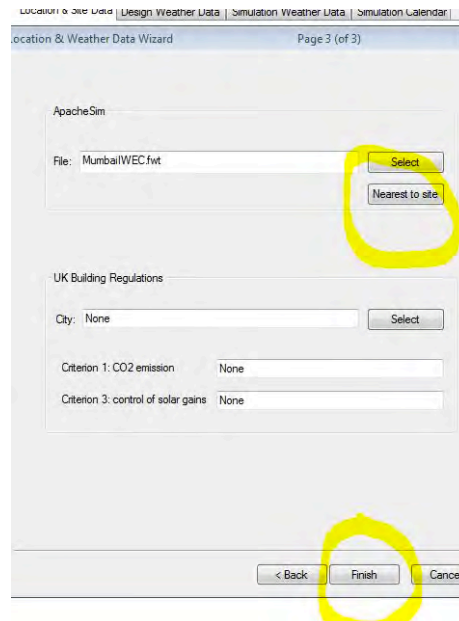 Location & Site Data Design Weather Data Simulation Weather Data Simulation Calendar
ocation & Weather Data Wizard Page 3 (of 3)
ApacheSim
File: MumbaiIWEC.fwt Select
Nearest to site
UK Building Regulations
City: None Select
Criterion 1: CO2 emission None
Criterion 3: control of solar gains None
< Back Finish Cance